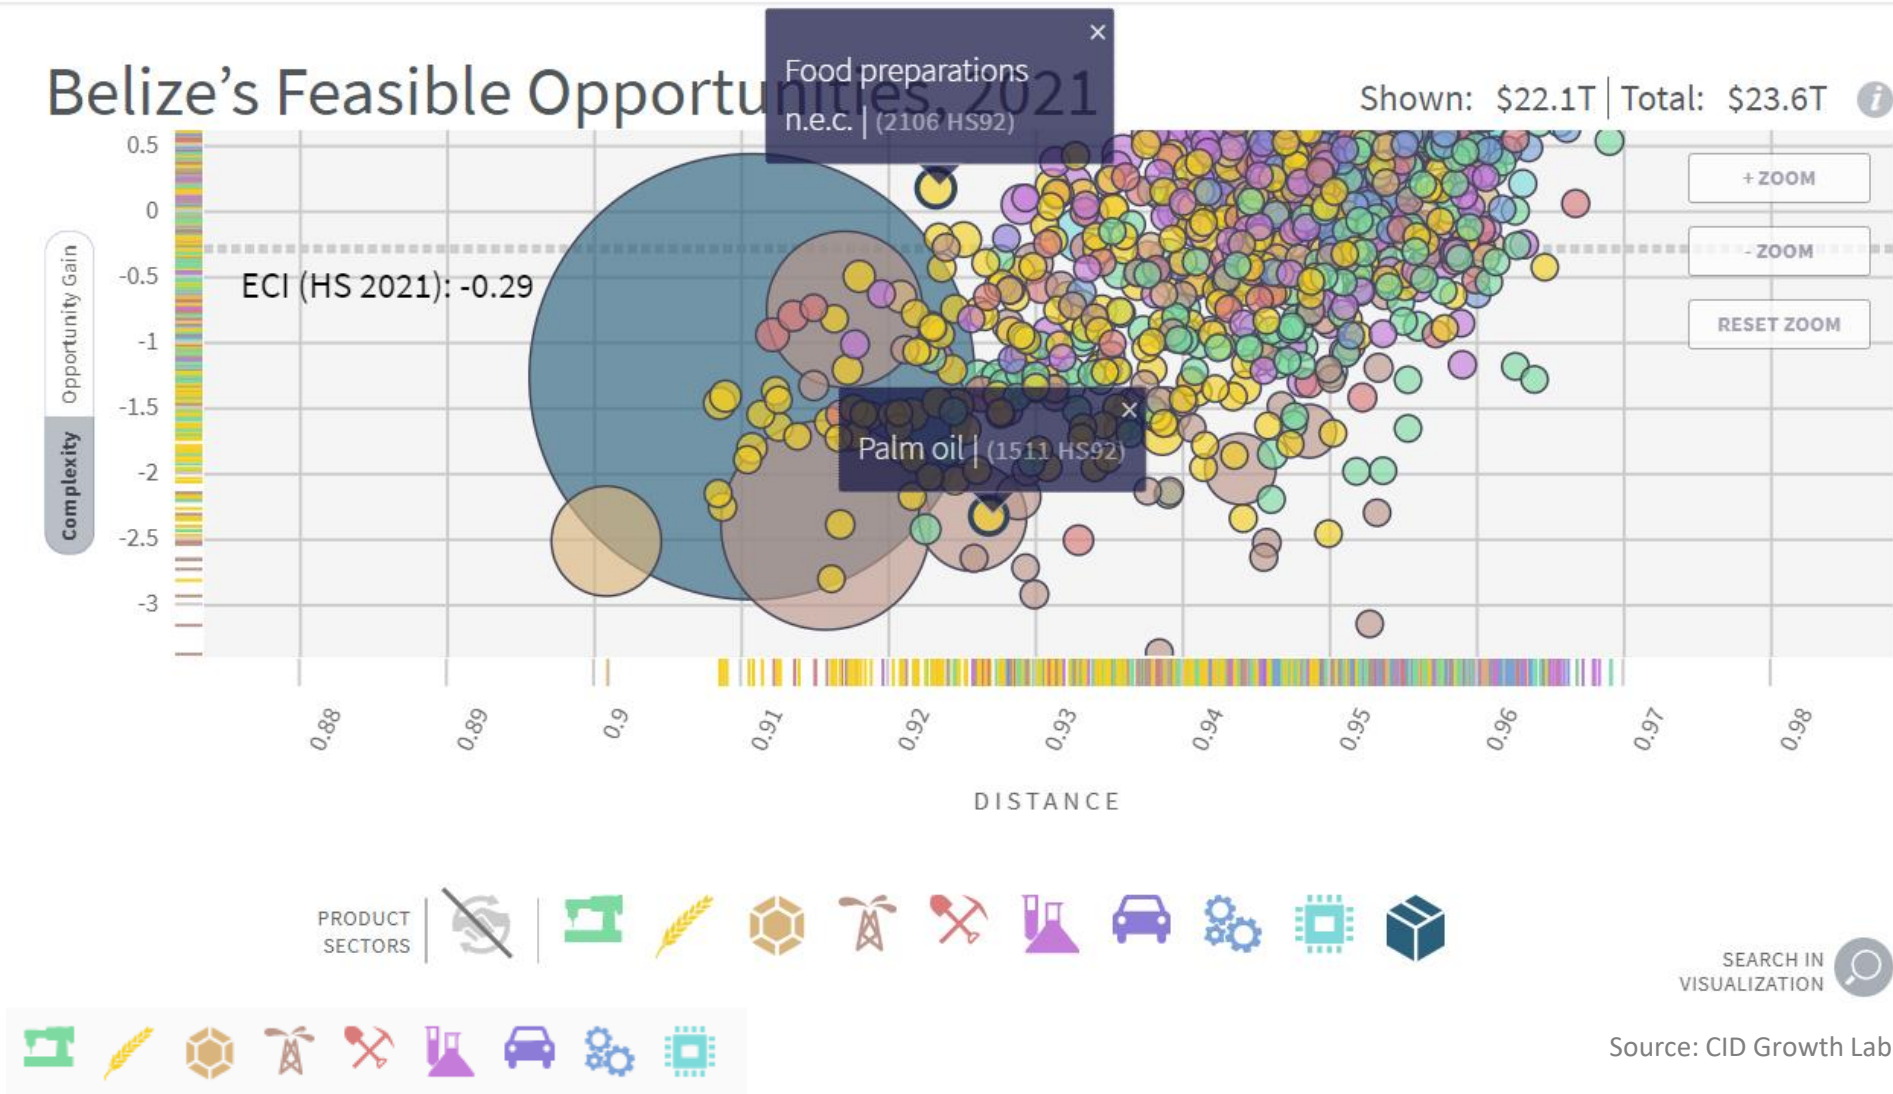 Food preparations
n.e.c. | (2106 HS92)
Belize’s Feasible Opportunities, 2021
Shown: $22.1T | Total: $23.6T
i
0.5
0
-0.5
-1
-1.5
-2
-2.5
-3
Opportunity Gain
Complexity
ECI (HS 2021): -0.29
+ ZOOM
- ZOOM
RESET ZOOM
Palm oil | (1511 HS92)
0.88
0.89
0.9
0.91
0.92
0.93
0.94
0.95
0.96
0.97
0.98
DISTANCE
PRODUCT
SECTORS
SEARCH IN
VISUALIZATION
Source: CID Growth Lab